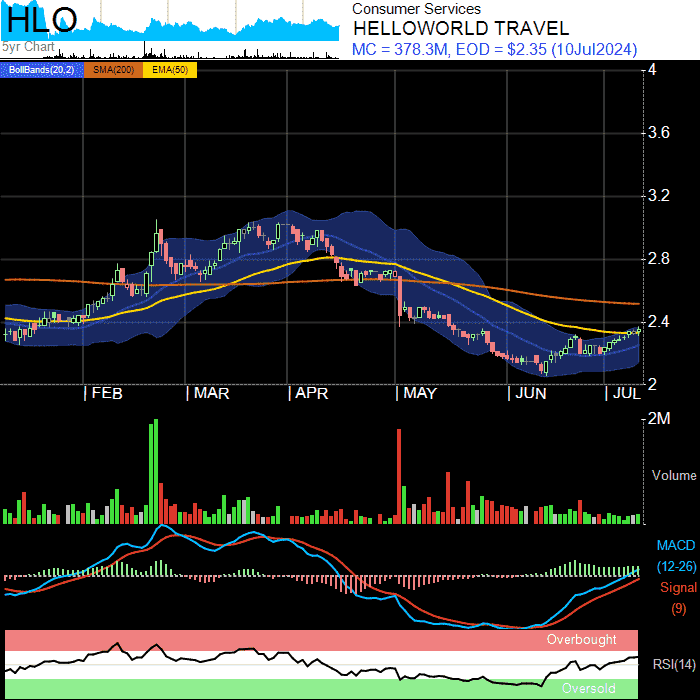 HLO
5yr Chart
Consumer Services
HELLOWORLD TRAVEL
MC = 378.3M, EOD = $2.35 (10Jul2024)
BollBands(20,2) SMA(200) EMA(50)
4
3.6
3.2
2.8
2.4
2
FEB MAR APR MAY JUN JUL
2M
Volume
MACD
(12-26)
Signal
(9)
Overbought
RSI(14)
Oversold